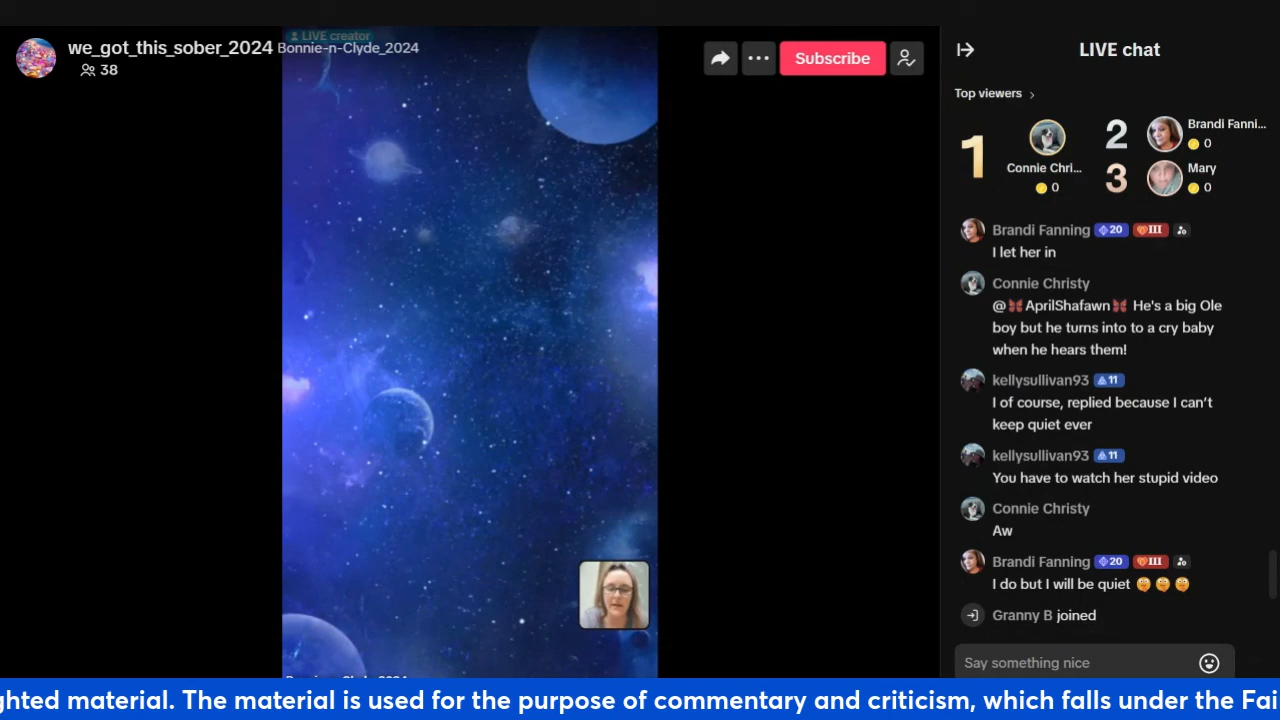 LIVE creator
we_got_this_sober_2024
Bonnie-n-Clyde_2024
38
Subscribe
LIVE chat
Top viewers
1
Connie Chri...
0
2
Brandi Fanni...
0
3
Mary
0
Brandi Fanning 20 III
I let her in
Connie Christy
@🦋AprilShafawn🦋 He's a big Ole
boy but he turns into to a cry baby
when he hears them!
kellysullivan93 11
I of course, replied because I can't
keep quiet ever
kellysullivan93 11
You have to watch her stupid video
Connie Christy
Aw
Brandi Fanning 20 III
I do but I will be quiet
Granny B joined
Say something nice
ghted material. The material is used for the purpose of commentary and criticism, which falls under the Fai